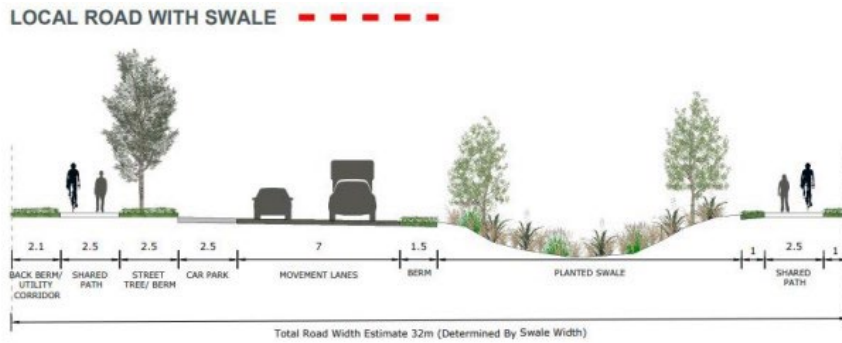 LOCAL ROAD WITH SWALE
2.1 2.5 2.5 2.5 7 1.5 1 2.5 1
BACK BERM/ SHARED STREET CAR PARK MOVEMENT LANES BERM PLANTED SWALE SHARED
UTILITY PATH TREE/ BERM PATH
CORRIDOR
Total Road Width Estimate 32m (Determined By Swale Width)